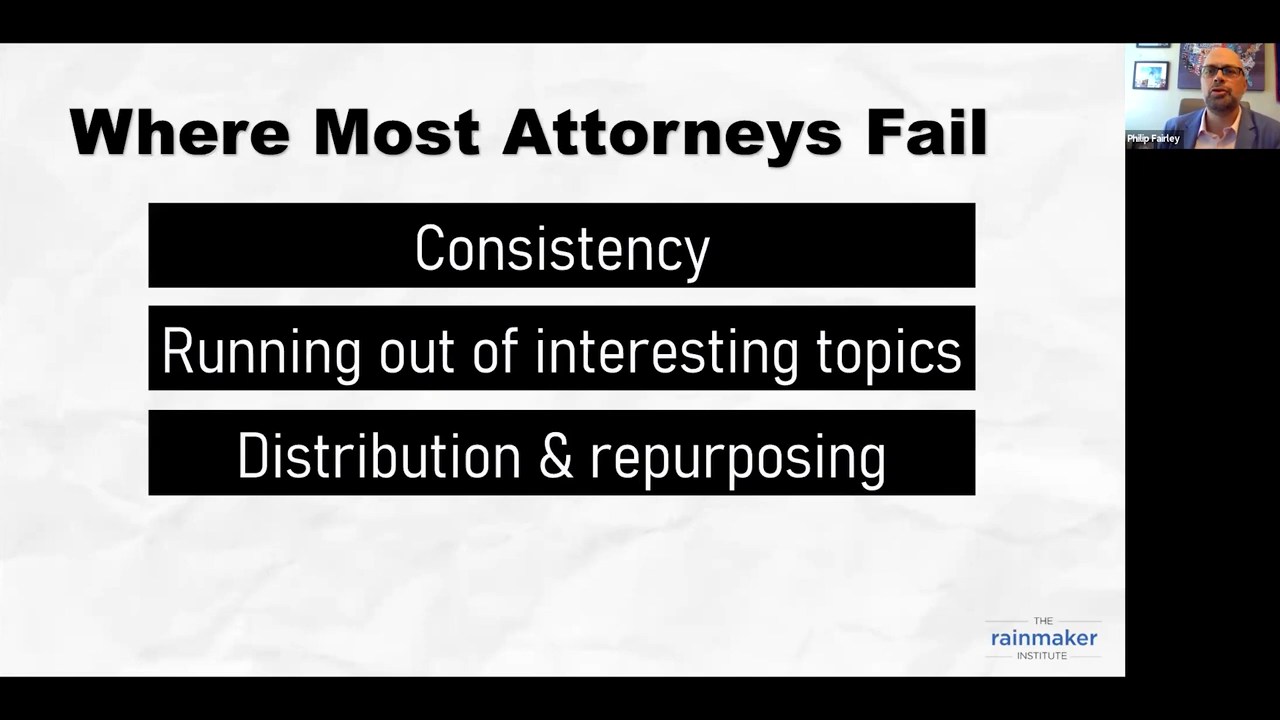 Where Most Attorneys Fail
Consistency
Running out of interesting topics
Distribution & repurposing
Philip Fairley
THE
rainmaker
INSTITUTE